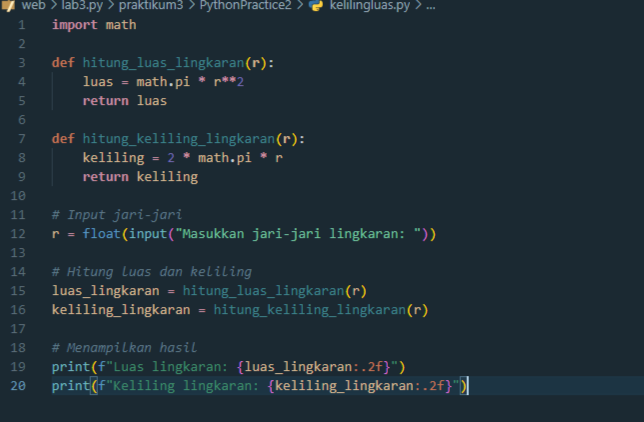 web > lab3.py > praktikum3 > PythonPractice2 > kelilingluas.py > ...
1 import math
2
3 def hitung_luas_lingkaran(r):
4     luas = math.pi * r**2
5     return luas
6
7 def hitung_keliling_lingkaran(r):
8     keliling = 2 * math.pi * r
9     return keliling
10
11 # Input jari-jari
12 r = float(input("Masukkan jari-jari lingkaran: "))
13
14 # Hitung luas dan keliling
15 luas_lingkaran = hitung_luas_lingkaran(r)
16 keliling_lingkaran = hitung_keliling_lingkaran(r)
17
18 # Menampilkan hasil
19 print(f"Luas lingkaran: {luas_lingkaran:.2f}")
20 print(f"Keliling lingkaran: {keliling_lingkaran:.2f}")